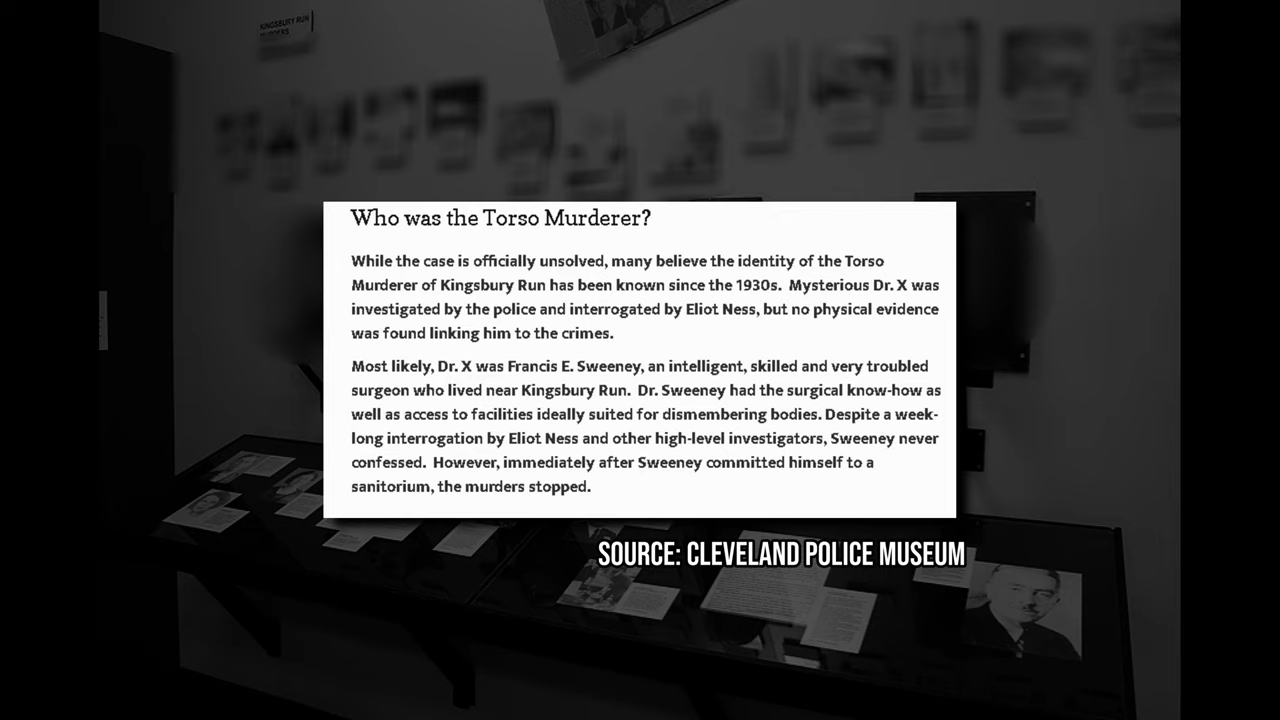 KINGSBURY RUN
MURDERS
Who was the Torso Murderer?
While the case is officially unsolved, many believe the identity of the Torso
Murderer of Kingsbury Run has been known since the 1930s. Mysterious Dr. X was
investigated by the police and interrogated by Eliot Ness, but no physical evidence
was found linking him to the crimes.
Most likely, Dr. X was Francis E. Sweeney, an intelligent, skilled and very troubled
surgeon who lived near Kingsbury Run. Dr. Sweeney had the surgical know-how as
well as access to facilities ideally suited for dismembering bodies. Despite a week-
long interrogation by Eliot Ness and other high-level investigators, Sweeney never
confessed. However, immediately after Sweeney committed himself to a
sanitorium, the murders stopped.
SOURCE: CLEVELAND POLICE MUSEUM